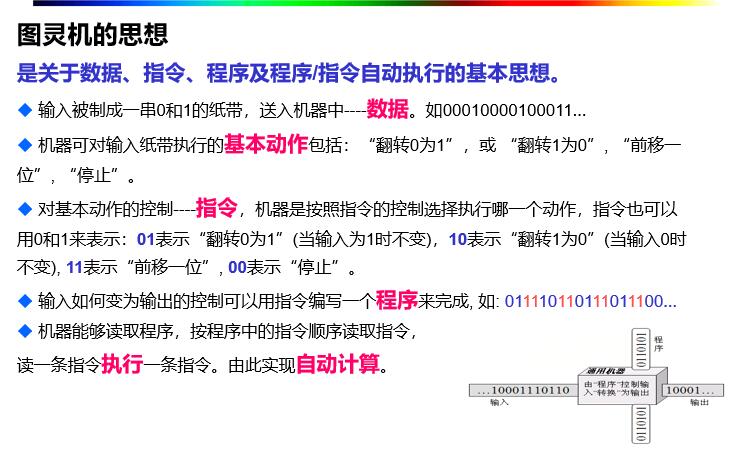 图灵机的思想
是关于数据、指令、程序及程序/指令自动执行的基本思想。
◆ 输入被制成一串0和1的纸带，送入机器中----数据。如00010000100011...
◆ 机器可对输入纸带执行的基本动作包括：“翻转0为1”，或 “翻转1为0”，“前移一
位”，“停止”。
◆ 对基本动作的控制----指令，机器是按照指令的控制选择执行哪一个动作，指令也可以
用0和1来表示：01表示“翻转0为1”(当输入为1时不变)，10表示“翻转1为0”(当输入0时
不变), 11表示“前移一位”, 00表示“停止”。
◆ 输入如何变为输出的控制可以用指令编写一个程序来完成, 如: 011110110111011100...
◆ 机器能够读取程序，按程序中的指令顺序读取指令，
读一条指令执行一条指令。由此实现自动计算。
程序
1010110
通用机器
由“程序”控制输
入“转换”为输出
...10001110110
10001...
输入
输出
1010110